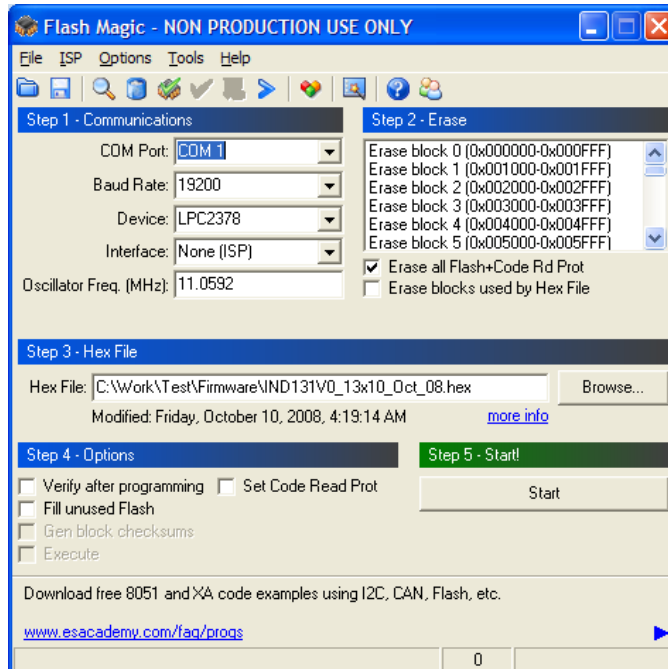 Flash Magic - NON PRODUCTION USE ONLY
File ISP Options Tools Help
Step 1 - Communications
COM Port: COM 1
Baud Rate: 19200
Device: LPC2378
Interface: None (ISP)
Oscillator Freq. (MHz): 11.0592
Step 2 - Erase
Erase block 0 (0x000000-0x000FFF)
Erase block 1 (0x001000-0x001FFF)
Erase block 2 (0x002000-0x002FFF)
Erase block 3 (0x003000-0x003FFF)
Erase block 4 (0x004000-0x004FFF)
Erase block 5 (0x005000-0x005FFF)
Erase all Flash+Code Rd Prot
Erase blocks used by Hex File
Step 3 - Hex File
Hex File: C:\Work\Test\Firmware\IND131V0_13x10_Oct_08.hex Browse...
Modified: Friday, October 10, 2008, 4:19:14 AM more info
Step 4 - Options
Verify after programming Set Code Read Prot
Fill unused Flash
Gen block checksums
Execute
Step 5 - Start!
Start
Download free 8051 and XA code examples using I2C, CAN, Flash, etc.
www.esacademy.com/faq/progs
0